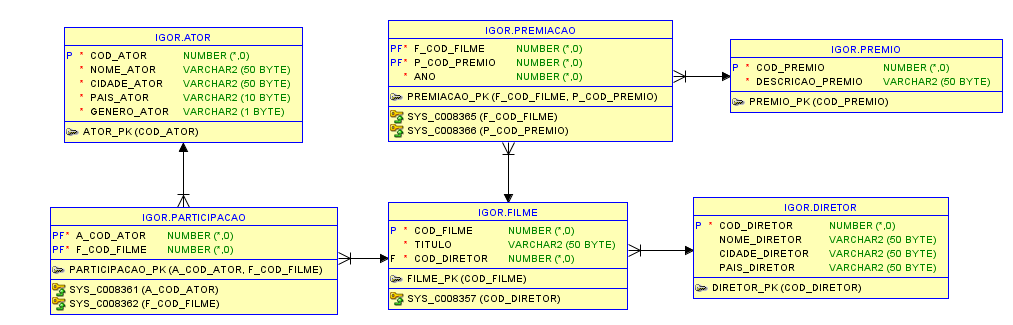 IGOR.ATOR
P * COD_ATOR NUMBER (*,0)
* NOME_ATOR VARCHAR2 (50 BYTE)
* CIDADE_ATOR VARCHAR2 (50 BYTE)
* PAIS_ATOR VARCHAR2 (10 BYTE)
* GENERO_ATOR VARCHAR2 (1 BYTE)
ATOR_PK (COD_ATOR)
IGOR.PREMIACAO
PF* F_COD_FILME NUMBER (*,0)
PF* P_COD_PREMIO NUMBER (*,0)
* ANO NUMBER (*,0)
PREMIACAO_PK (F_COD_FILME, P_COD_PREMIO)
SYS_C008365 (F_COD_FILME)
SYS_C008366 (P_COD_PREMIO)
IGOR.PREMIO
P * COD_PREMIO NUMBER (*,0)
* DESCRICAO_PREMIO VARCHAR2 (50 BYTE)
PREMIO_PK (COD_PREMIO)
IGOR.PARTICIPACAO
PF* A_COD_ATOR NUMBER (*,0)
PF* F_COD_FILME NUMBER (*,0)
PARTICIPACAO_PK (A_COD_ATOR, F_COD_FILME)
SYS_C008361 (A_COD_ATOR)
SYS_C008362 (F_COD_FILME)
IGOR.FILME
P * COD_FILME NUMBER (*,0)
* TITULO VARCHAR2 (50 BYTE)
F * COD_DIRETOR NUMBER (*,0)
FILME_PK (COD_FILME)
SYS_C008357 (COD_DIRETOR)
IGOR.DIRETOR
P * COD_DIRETOR NUMBER (*,0)
NOME_DIRETOR VARCHAR2 (50 BYTE)
CIDADE_DIRETOR VARCHAR2 (50 BYTE)
PAIS_DIRETOR VARCHAR2 (50 BYTE)
DIRETOR_PK (COD_DIRETOR)